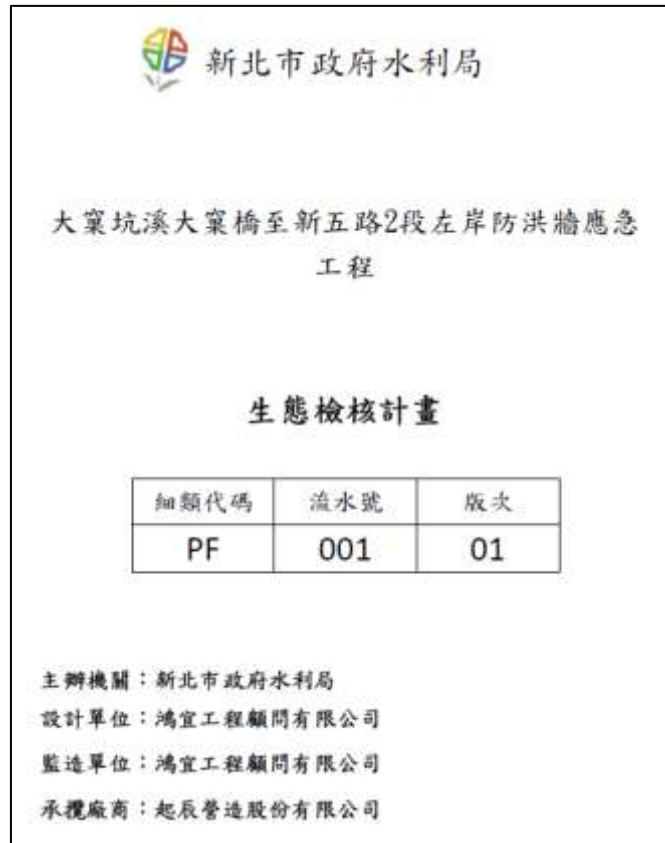 新北市政府水利局
大窠坑溪大窠橋至新五路2段左岸防洪牆應急
工程
生態檢核計畫
細類代碼 流水號 版次
PF 001 01
主辦機關：新北市政府水利局
設計單位：鴻宜工程顧問有限公司
監造單位：鴻宜工程顧問有限公司
承攬廠商：起辰營造股份有限公司